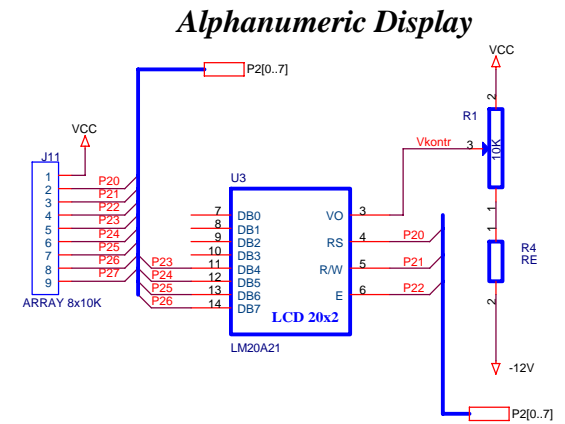 Alphanumeric Display
P2[0..7]
VCC
J11
VCC
1
2 P20
3 P21
4 P22
5 P23
6 P24
7 P25
8 P26
9 P27
ARRAY 8x10K
U3
7 DB0
8 DB1
9 DB2
10 DB3
P23 11 DB4
P24 12 DB5
P25 13 DB6
P26 14 DB7
VO 3
RS 4 P20
R/W 5 P21
E 6 P22
LCD 20x2
LM20A21
Vkontr
R1
2
3
10K
1
1
R4
RE
2
-12V
P2[0..7]